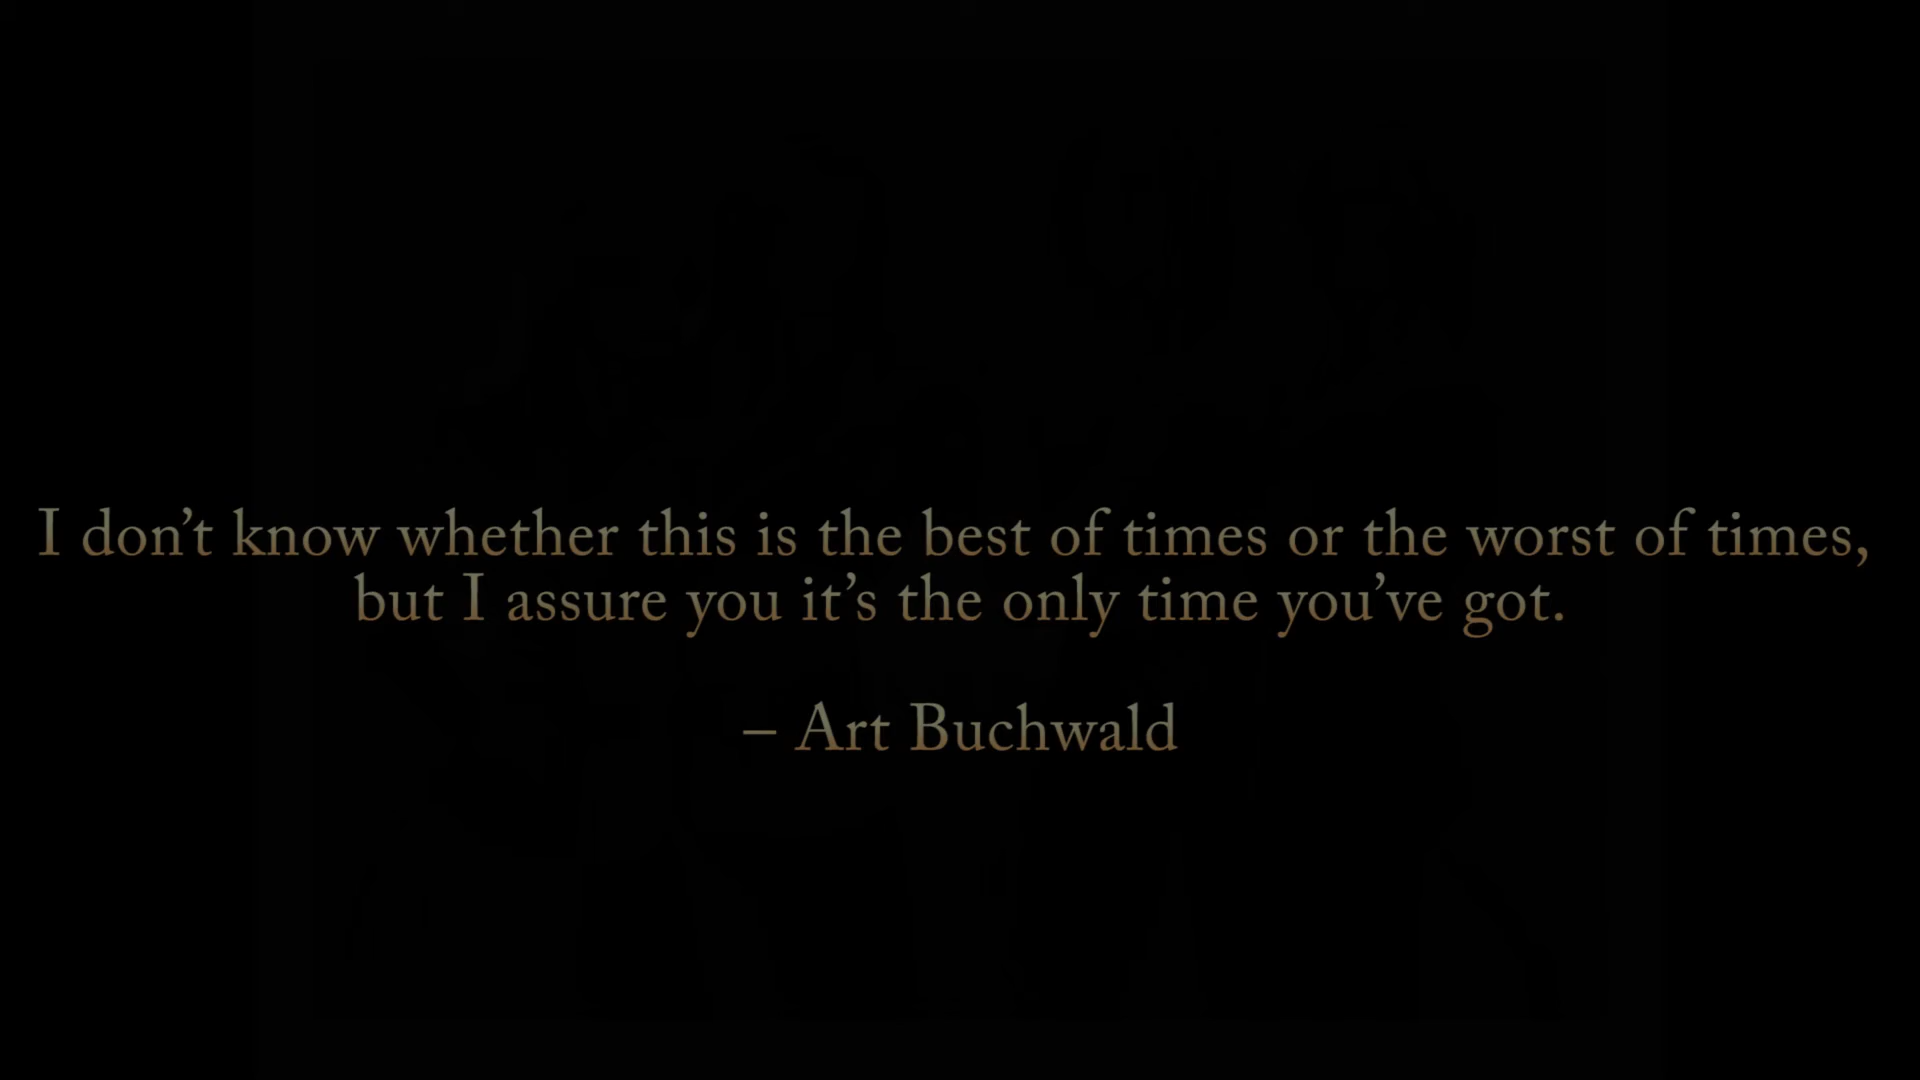 I don’t know whether this is the best of times or the worst of times,
but I assure you it’s the only time you’ve got.
– Art Buchwald